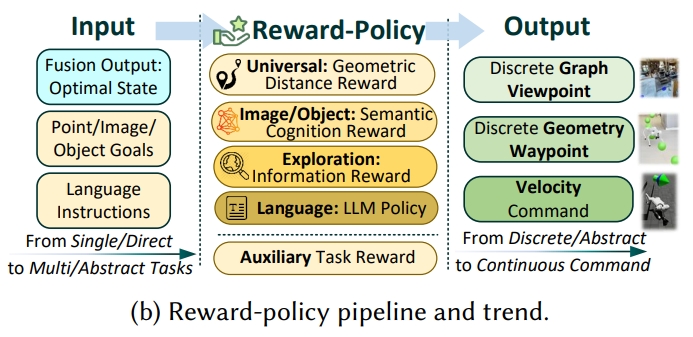 Input
Reward-Policy
Output
Fusion Output:
Optimal State
Point/Image/
Object Goals
Language
Instructions
From Single/Direct
to Multi/Abstract Tasks
Universal: Geometric
Distance Reward
Image/Object: Semantic
Cognition Reward
Exploration:
Information Reward
Language: LLM Policy
Auxiliary Task Reward
Discrete Graph
Viewpoint
Discrete Geometry
Waypoint
Velocity
Command
From Discrete/Abstract
to Continuous Command
(b) Reward-policy pipeline and trend.